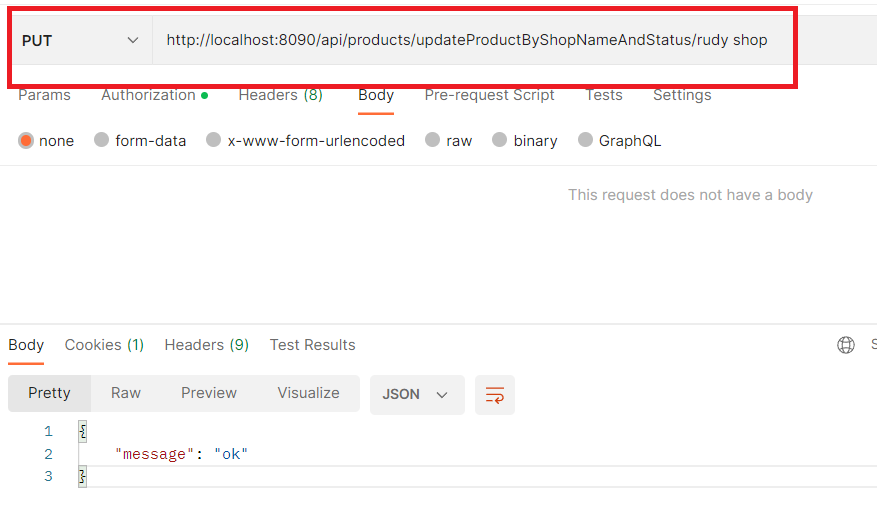 PUT http://localhost:8090/api/products/updateProductByShopNameAndStatus/rudy shop
Params Authorization Headers (8) Body Pre-request Script Tests Settings
none form-data x-www-form-urlencoded raw binary GraphQL
This request does not have a body
Body Cookies (1) Headers (9) Test Results
Pretty Raw Preview Visualize JSON
1 {
2 "message": "ok"
3 }